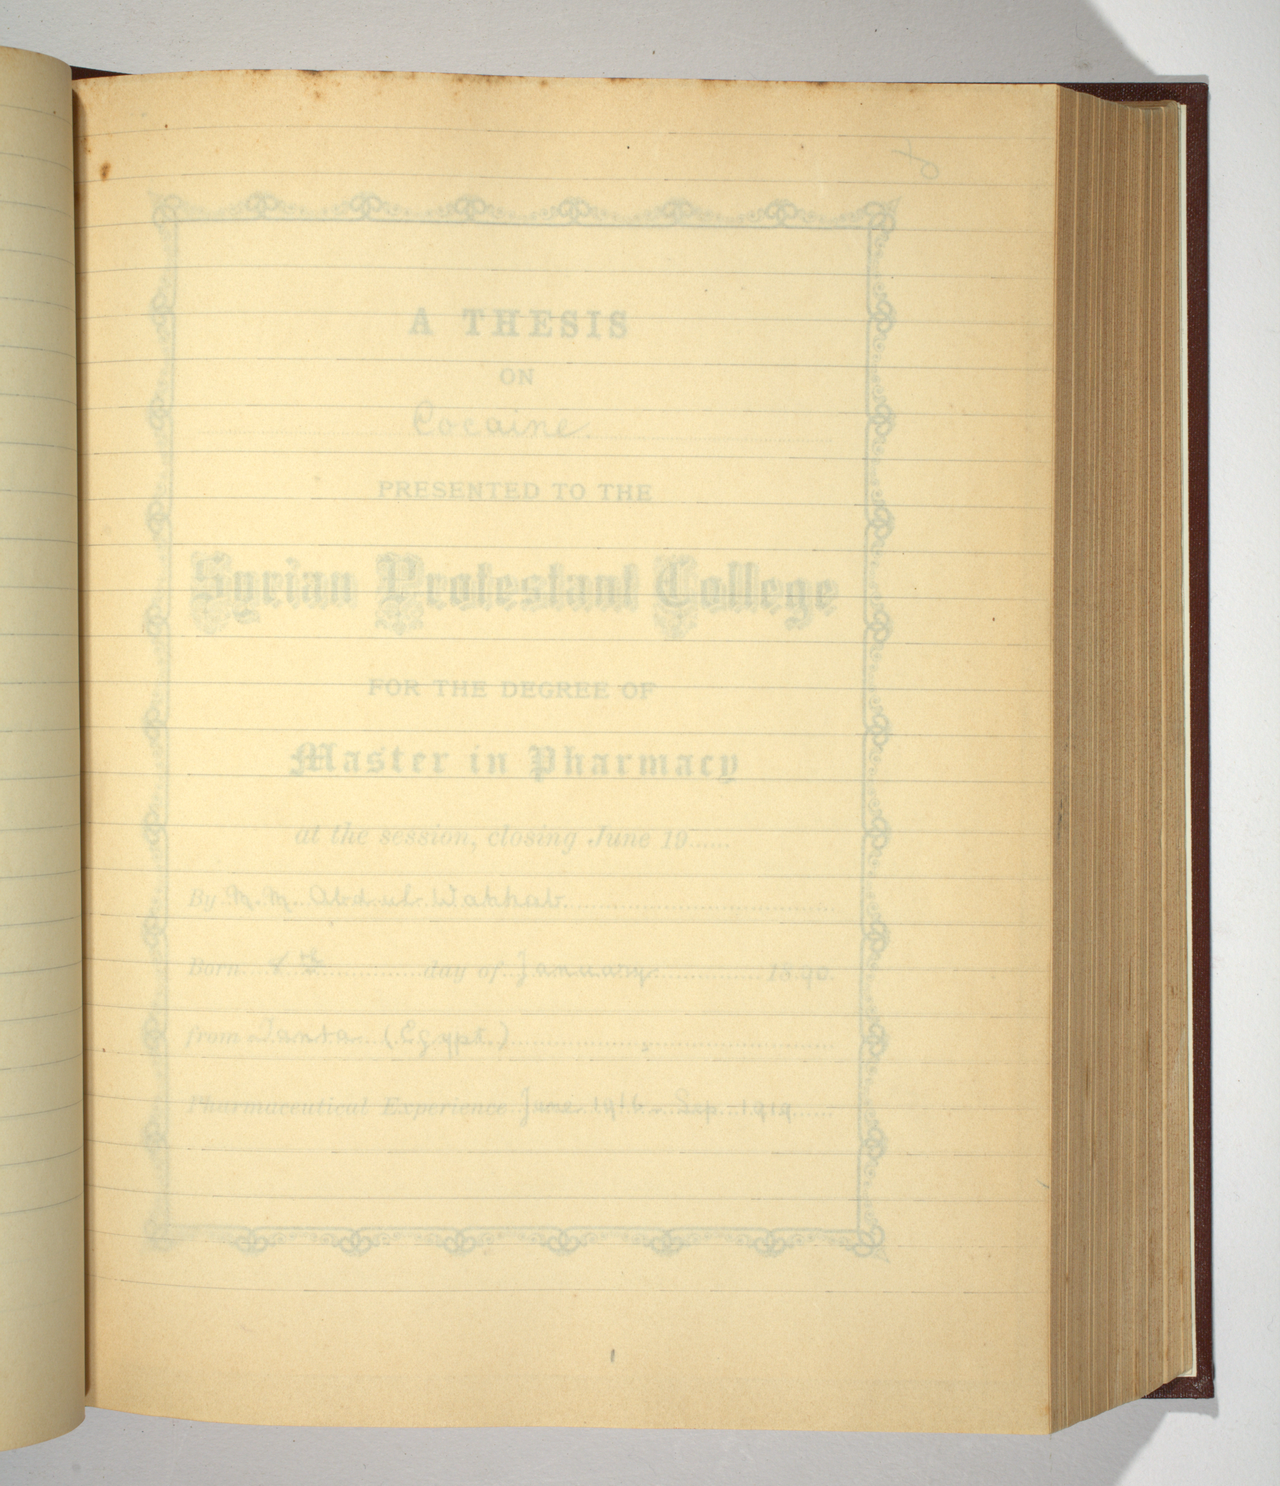 A THESIS
ON
Cocaine.
PRESENTED TO THE
Syrian Protestant College
FOR THE DEGREE OF
Master in Pharmacy
at the session, closing June 19......
By M. M. Abd-ul-Wahhab
Born day of January 1890
from Tanta (Egypt)
Pharmaceutical Experience June 1916 - Sep. 1919